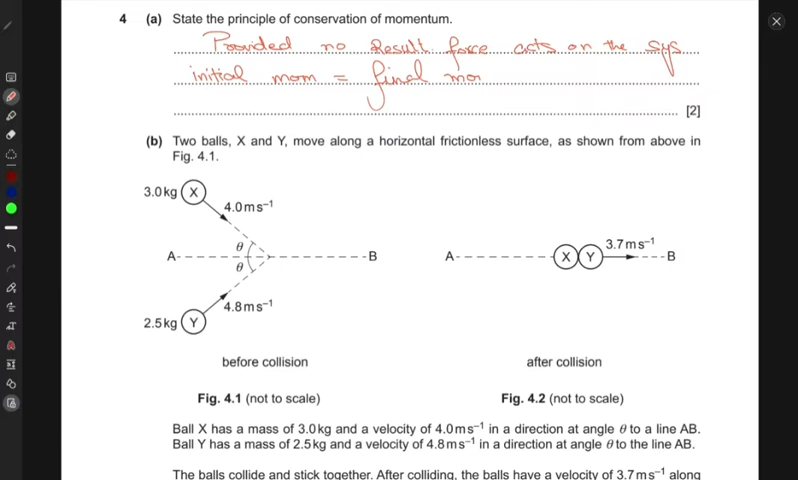 4 (a) State the principle of conservation of momentum.
Provided no Result force acts on the sys
initial mom = final mom
[2]
(b) Two balls, X and Y, move along a horizontal frictionless surface, as shown from above in
Fig. 4.1.
3.0 kg X
4.0 m s⁻¹
3.7 m s⁻¹
A θ B A X Y B
θ
4.8 m s⁻¹
2.5 kg Y
before collision after collision
Fig. 4.1 (not to scale) Fig. 4.2 (not to scale)
Ball X has a mass of 3.0 kg and a velocity of 4.0 m s⁻¹ in a direction at angle θ to a line AB.
Ball Y has a mass of 2.5 kg and a velocity of 4.8 m s⁻¹ in a direction at angle θ to the line AB.
The balls collide and stick together. After colliding, the balls have a velocity of 3.7 m s⁻¹ along